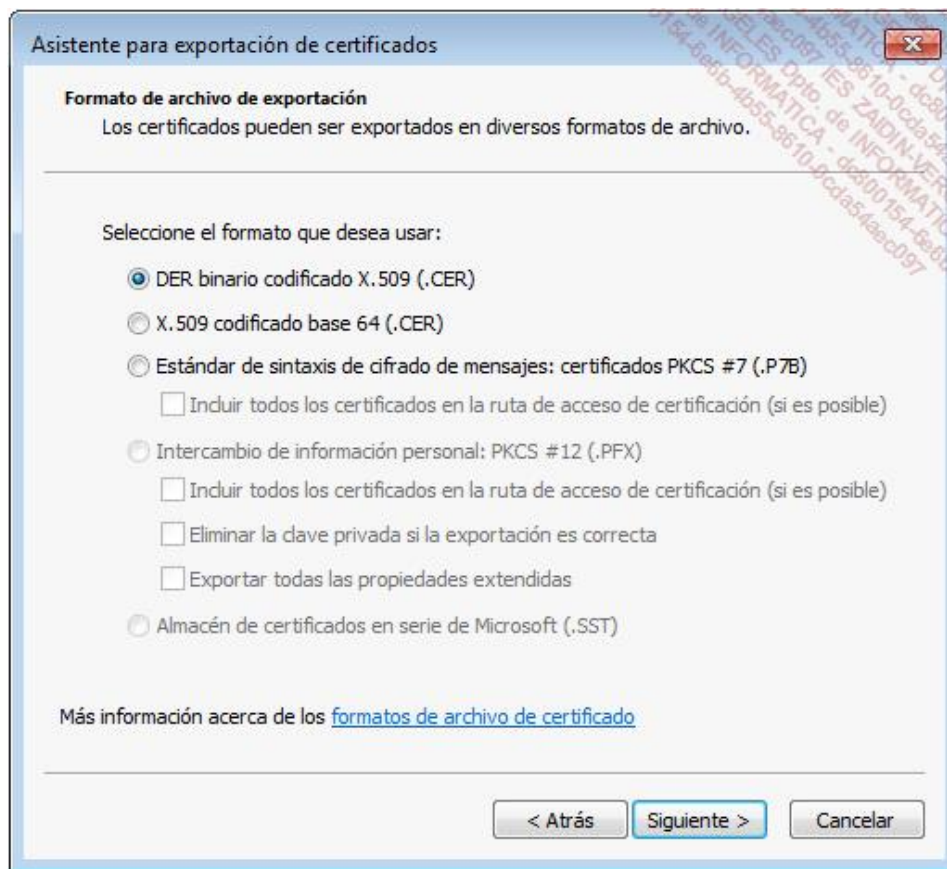 Asistente para exportación de certificados
Formato de archivo de exportación
Los certificados pueden ser exportados en diversos formatos de archivo.
Seleccione el formato que desea usar:
DER binario codificado X.509 (.CER)
X.509 codificado base 64 (.CER)
Estándar de sintaxis de cifrado de mensajes: certificados PKCS #7 (.P7B)
Incluir todos los certificados en la ruta de acceso de certificación (si es posible)
Intercambio de información personal: PKCS #12 (.PFX)
Incluir todos los certificados en la ruta de acceso de certificación (si es posible)
Eliminar la clave privada si la exportación es correcta
Exportar todas las propiedades extendidas
Almacén de certificados en serie de Microsoft (.SST)
Más información acerca de los formatos de archivo de certificado
< Atrás
Siguiente >
Cancelar